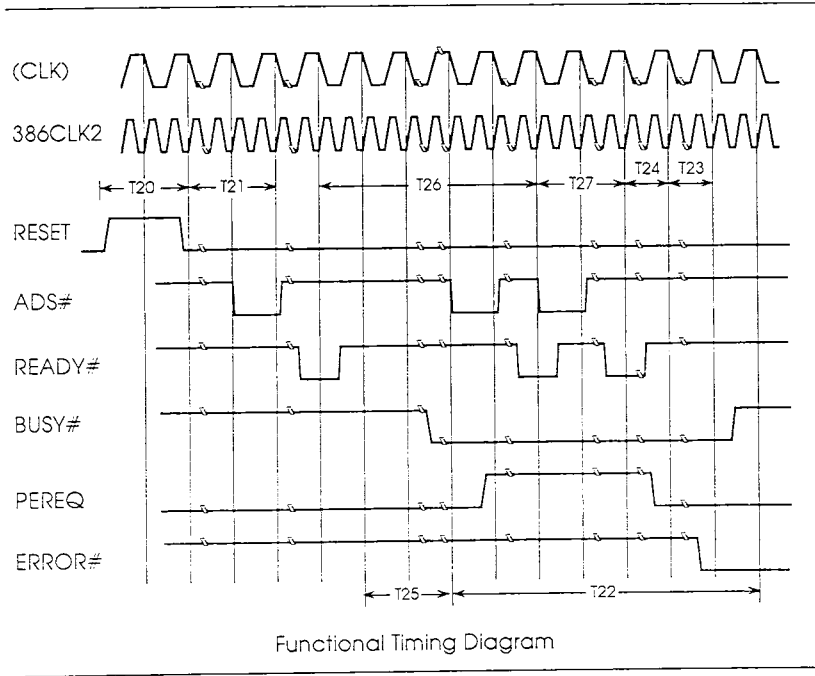 (CLK)
386CLK2
T20 T21 T26 T27 T24 T23
RESET
ADS#
READY#
BUSY#
PEREQ
ERROR#
T25 T22
Functional Timing Diagram